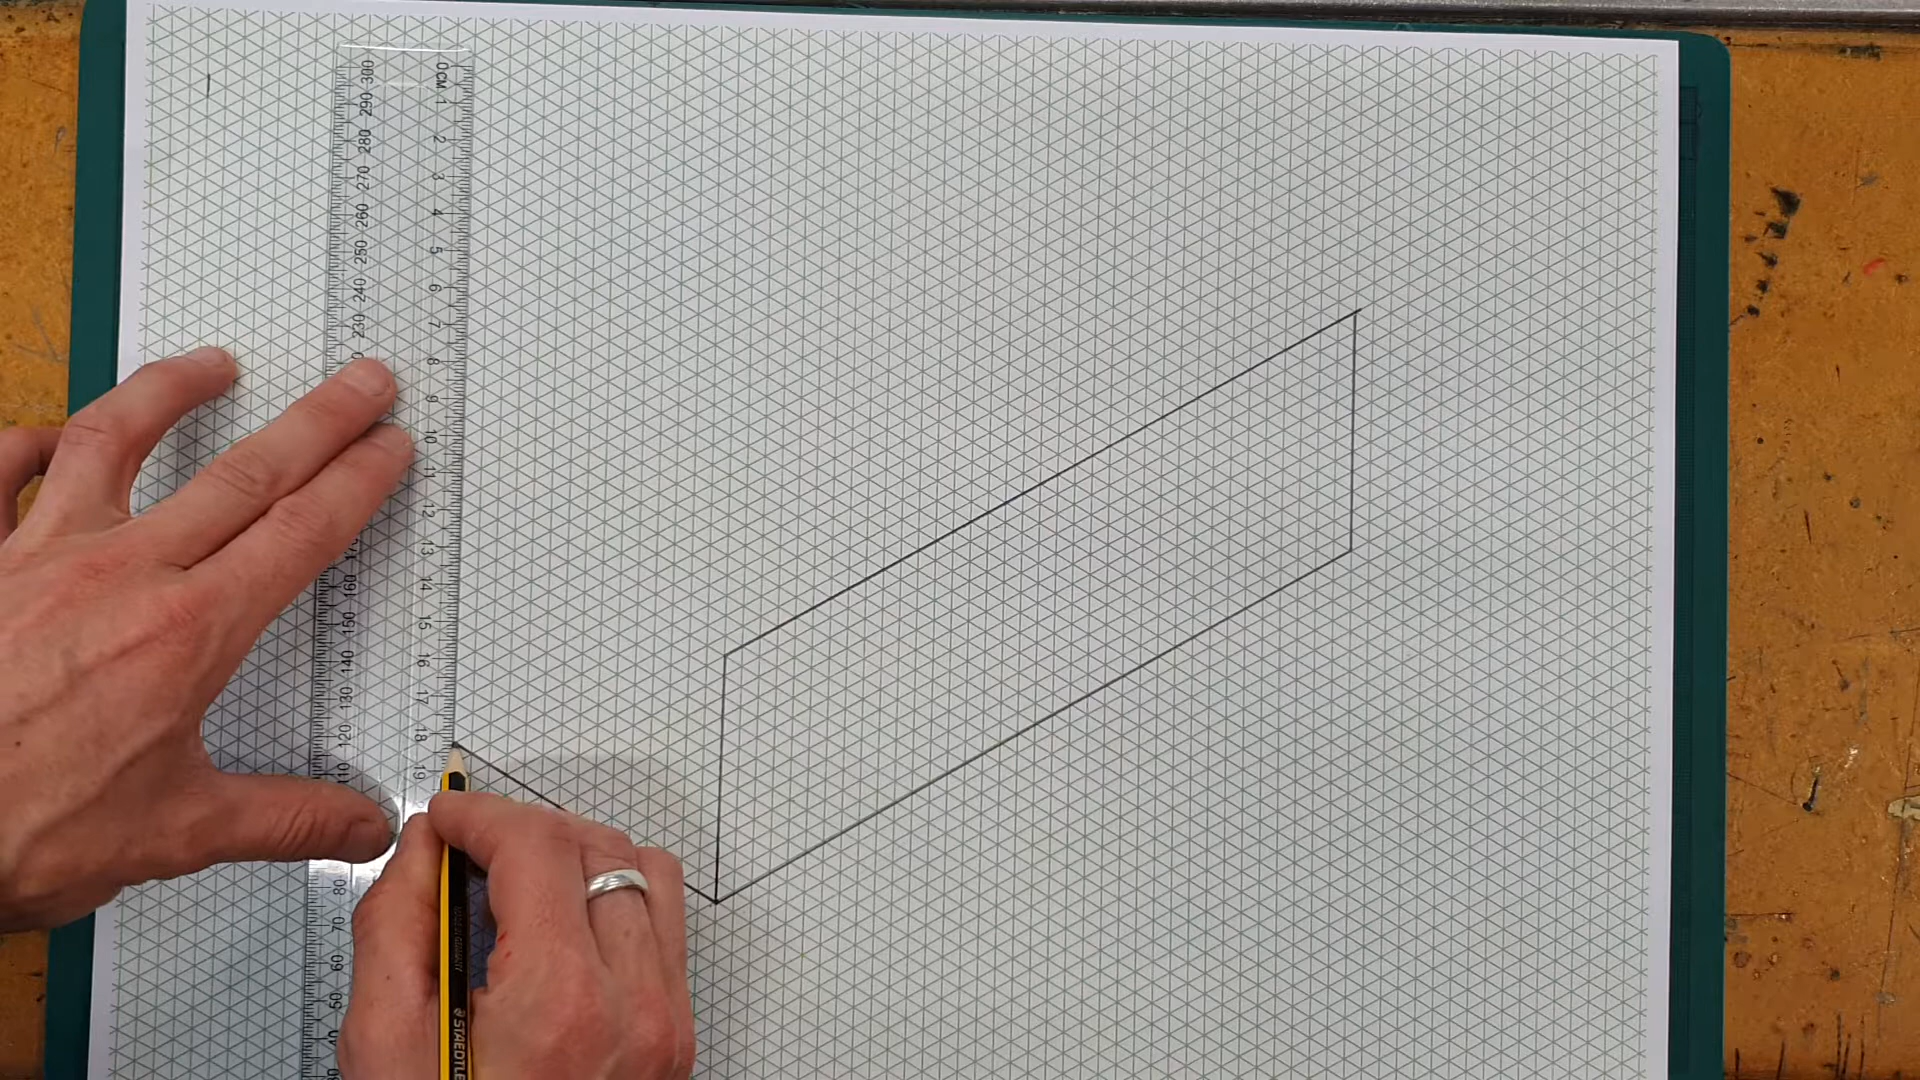 0CM 1 2 3 4 5 6 7 8 9 10 11 12 13 14 15 16 17 18 19
300 290 280 270 260 250 240 230
160 150 140 130 120 110
80 70 60 50 40
STAEDTLE